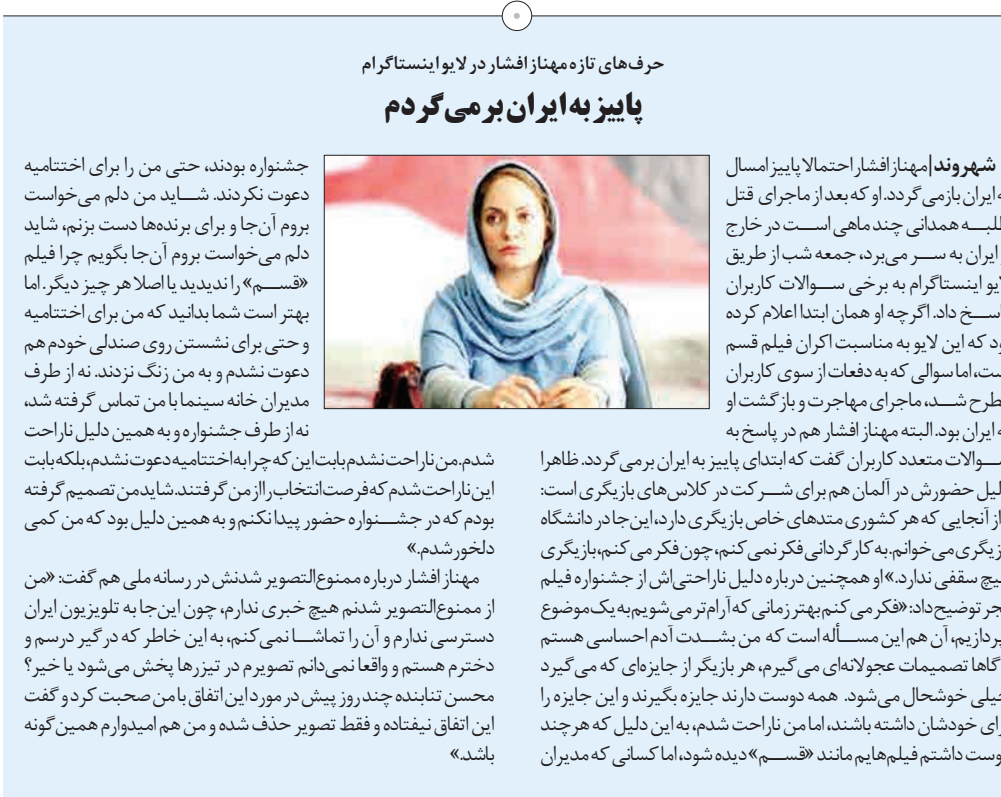 حرف‌های تازه مهناز افشار در لایو اینستاگرام
پاییز به ایران برمی‌گردم
شهروند| مهناز افشار احتمالا پاییز امسال
ه ایران بازمی‌گردد. او که بعد از ماجرای قتل
لبه همدانی چند ماهی است در خارج
ز ایران به سر می‌برد، جمعه شب از طریق
لایو اینستاگرام به برخی سوالات کاربران
اسخ داد. اگرچه او همان ابتدا اعلام کرده
ود که این لایو به مناسبت اکران فیلم قسم
ست، اما سوالی که به دفعات از سوی کاربران
طرح شد، ماجرای مهاجرت و بازگشت او
ه ایران بود. البته مهناز افشار هم در پاسخ به
سوالات متعدد کاربران گفت که ابتدای پاییز به ایران برمی‌گردد. ظاهرا
لیل حضورش در آلمان هم برای شرکت در کلاس‌های بازیگری است:
از آنجایی که هر کشوری متدهای خاص بازیگری دارد، این‌جا در دانشگاه
ازیگری می‌خوانم. به کارگردانی فکر نمی‌کنم، چون فکر می‌کنم، بازیگری
یچ سقفی ندارد.» او همچنین درباره دلیل ناراحتی‌اش از جشنواره فیلم
جر توضیح داد: «فکر می‌کنم بهتر زمانی که آرام‌تر می‌شویم به یک موضوع
پردازیم، آن هم این مسأله است که من بشدت آدم احساسی هستم
گاها تصمیمات عجولانه‌ای می‌گیرم، هر بازیگر از جایزه‌ای که می‌گیرد
یلی خوشحال می‌شود. همه دوست دارند جایزه بگیرند و این جایزه را
رای خودشان داشته باشند، اما من ناراحت شدم، به این دلیل که هر چند
وست داشتم فیلم‌هایم مانند «قسم» دیده شود، اما کسانی که مدیران
جشنواره بودند، حتی من را برای اختتامیه
دعوت نکردند. شاید من دلم می‌خواست
بروم آن‌جا و برای برنده‌ها دست بزنم، شاید
دلم می‌خواست بروم آن‌جا بگویم چرا فیلم
«قسم» را ندیدید یا اصلا هر چیز دیگر. اما
بهتر است شما بدانید که من برای اختتامیه
و حتی برای نشستن روی صندلی خودم هم
دعوت نشدم و به من زنگ نزدند. نه از طرف
مدیران خانه سینما با من تماس گرفته شد،
نه از طرف جشنواره و به همین دلیل ناراحت
شدم. من ناراحت نشدم بابت این که چرا به اختتامیه دعوت نشدم، بلکه بابت
این ناراحت شدم که فرصت انتخاب را از من گرفتند. شاید من تصمیم گرفته
بودم که در جشنواره حضور پیدا نکنم و به همین دلیل بود که من کمی
دلخور شدم.»
مهناز افشار درباره ممنوع‌التصویر شدنش در رسانه ملی هم گفت: «من
از ممنوع‌التصویر شدنم هیچ خبری ندارم، چون این‌جا به تلویزیون ایران
دسترسی ندارم و آن را تماشا نمی‌کنم، به این خاطر که درگیر درسم و
دخترم هستم و واقعا نمی‌دانم تصویرم در تیزرها پخش می‌شود یا خیر؟
محسن تنابنده چند روز پیش در مورد این اتفاق با من صحبت کرد و گفت
این اتفاق نیفتاده و فقط تصویر حذف شده و من هم امیدوارم همین‌گونه
باشد.»